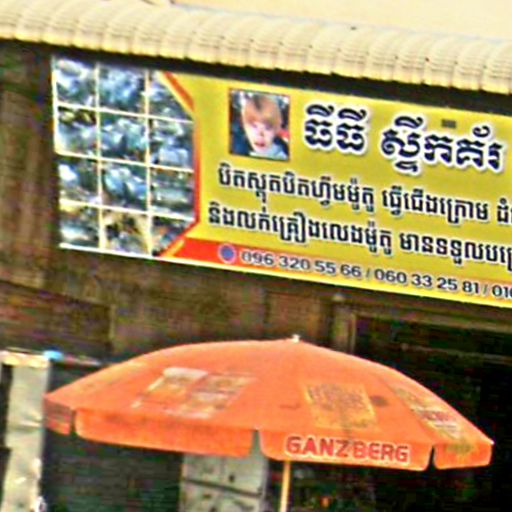 ធីធី ស្ទីកគ័រ
បិតស្កុតបិតហ្វីមម៉ូតូ ធ្វើជើងក្រោម
និងលក់គ្រឿងលេងម៉ូតូ មានទទួល
096 320 55 66 / 060 33 25 81 /
GANZBERG